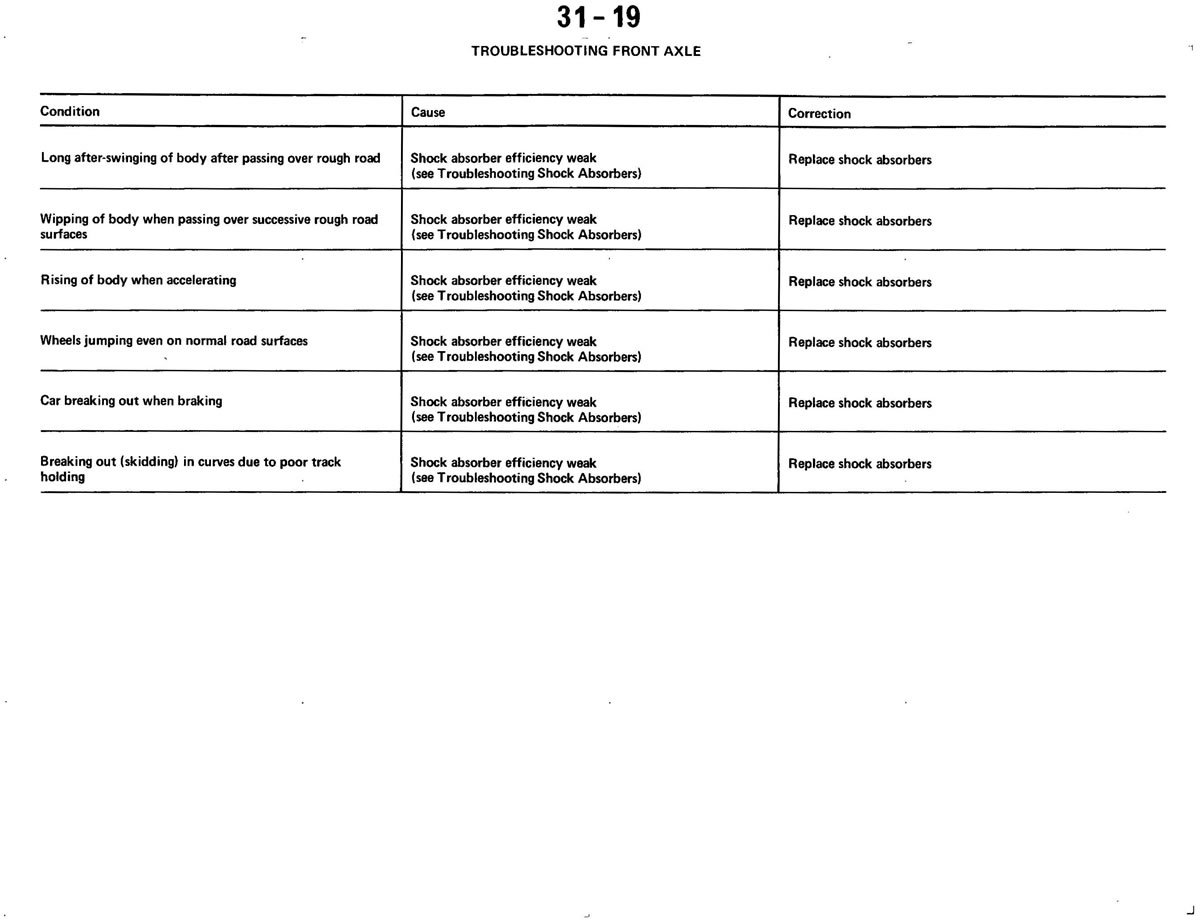 31-19
TROUBLESHOOTING FRONT AXLE
Condition
Cause
Correction
Long after-swinging of body after passing over rough road
Shock absorber efficiency weak
(see Troubleshooting Shock Absorbers)
Replace shock absorbers
Wipping of body when passing over successive rough road
surfaces
Shock absorber efficiency weak
(see Troubleshooting Shock Absorbers)
Replace shock absorbers
Rising of body when accelerating
Shock absorber efficiency weak
(see Troubleshooting Shock Absorbers)
Replace shock absorbers
Wheels jumping even on normal road surfaces
Shock absorber efficiency weak
(see Troubleshooting Shock Absorbers)
Replace shock absorbers
Car breaking out when braking
Shock absorber efficiency weak
(see Troubleshooting Shock Absorbers)
Replace shock absorbers
Breaking out (skidding) in curves due to poor track
holding
Shock absorber efficiency weak
(see Troubleshooting Shock Absorbers)
Replace shock absorbers